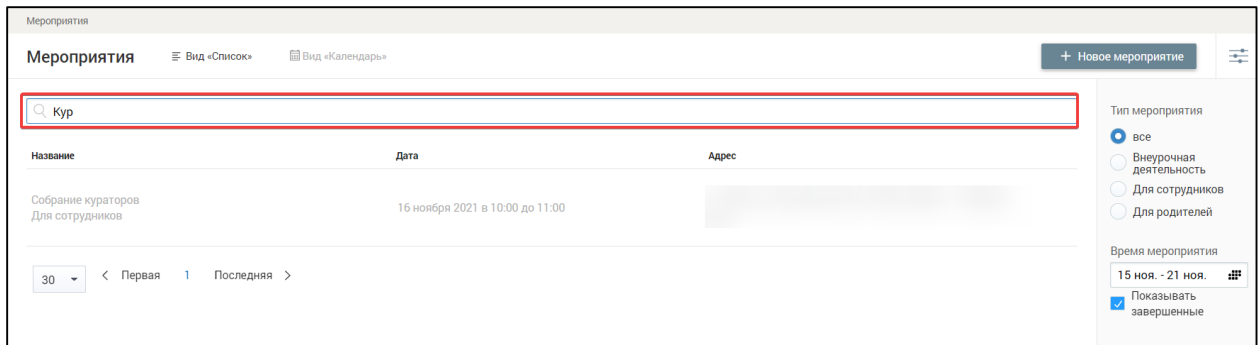 Мероприятия
Мероприятия
Вид «Список»
Вид «Календарь»
+ Новое мероприятие
Кур
Название Дата Адрес
Собрание кураторов
Для сотрудников
16 ноября 2021 в 10:00 до 11:00
30
Первая 1 Последняя
Тип мероприятия
все
Внеурочная
деятельность
Для сотрудников
Для родителей
Время мероприятия
15 ноя. - 21 ноя.
Показывать
завершенные